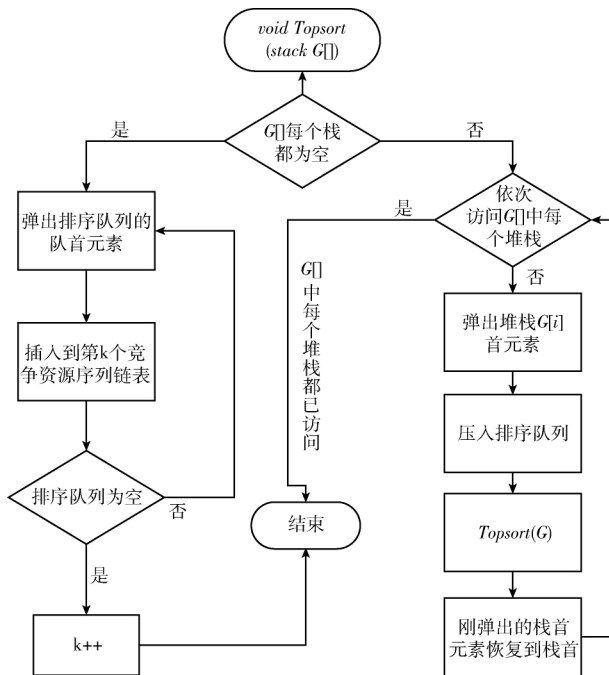 void Topsort
(stack G[])
G[]每个栈
都为空
是
否
弹出排序队列的
队首元素
插入到第k个竞
争资源序列链表
排序队列为空
否
是
k++
依次
访问G[]中每
个堆栈
是
否
G[]中每个堆栈都已访问
弹出堆栈G[i]
首元素
压入排序队列
Topsort(G)
刚弹出的栈首
元素恢复到栈首
结束